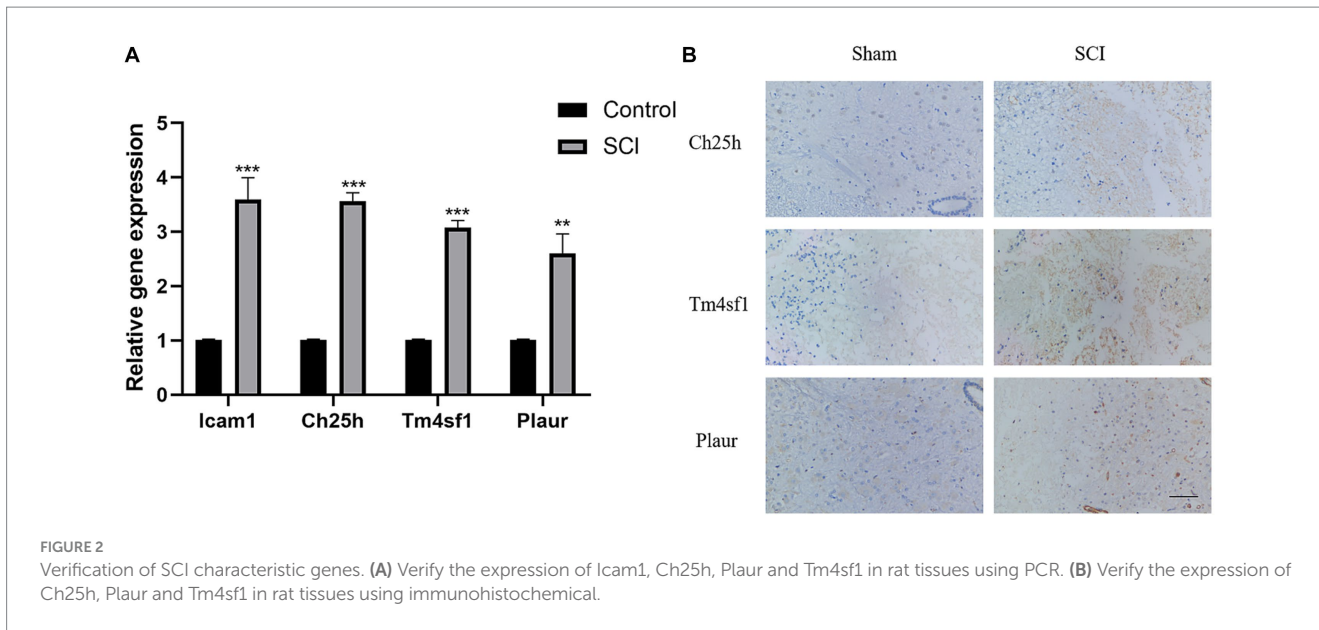 A
Control
SCI
Relative gene expression
5
4
3
2
1
0
***
***
***
**
Icam1 Ch25h Tm4sf1 Plaur
B
Sham SCI
Ch25h
Tm4sf1
Plaur
FIGURE 2
Verification of SCI characteristic genes. (A) Verify the expression of Icam1, Ch25h, Plaur and Tm4sf1 in rat tissues using PCR. (B) Verify the expression of
Ch25h, Plaur and Tm4sf1 in rat tissues using immunohistochemical.